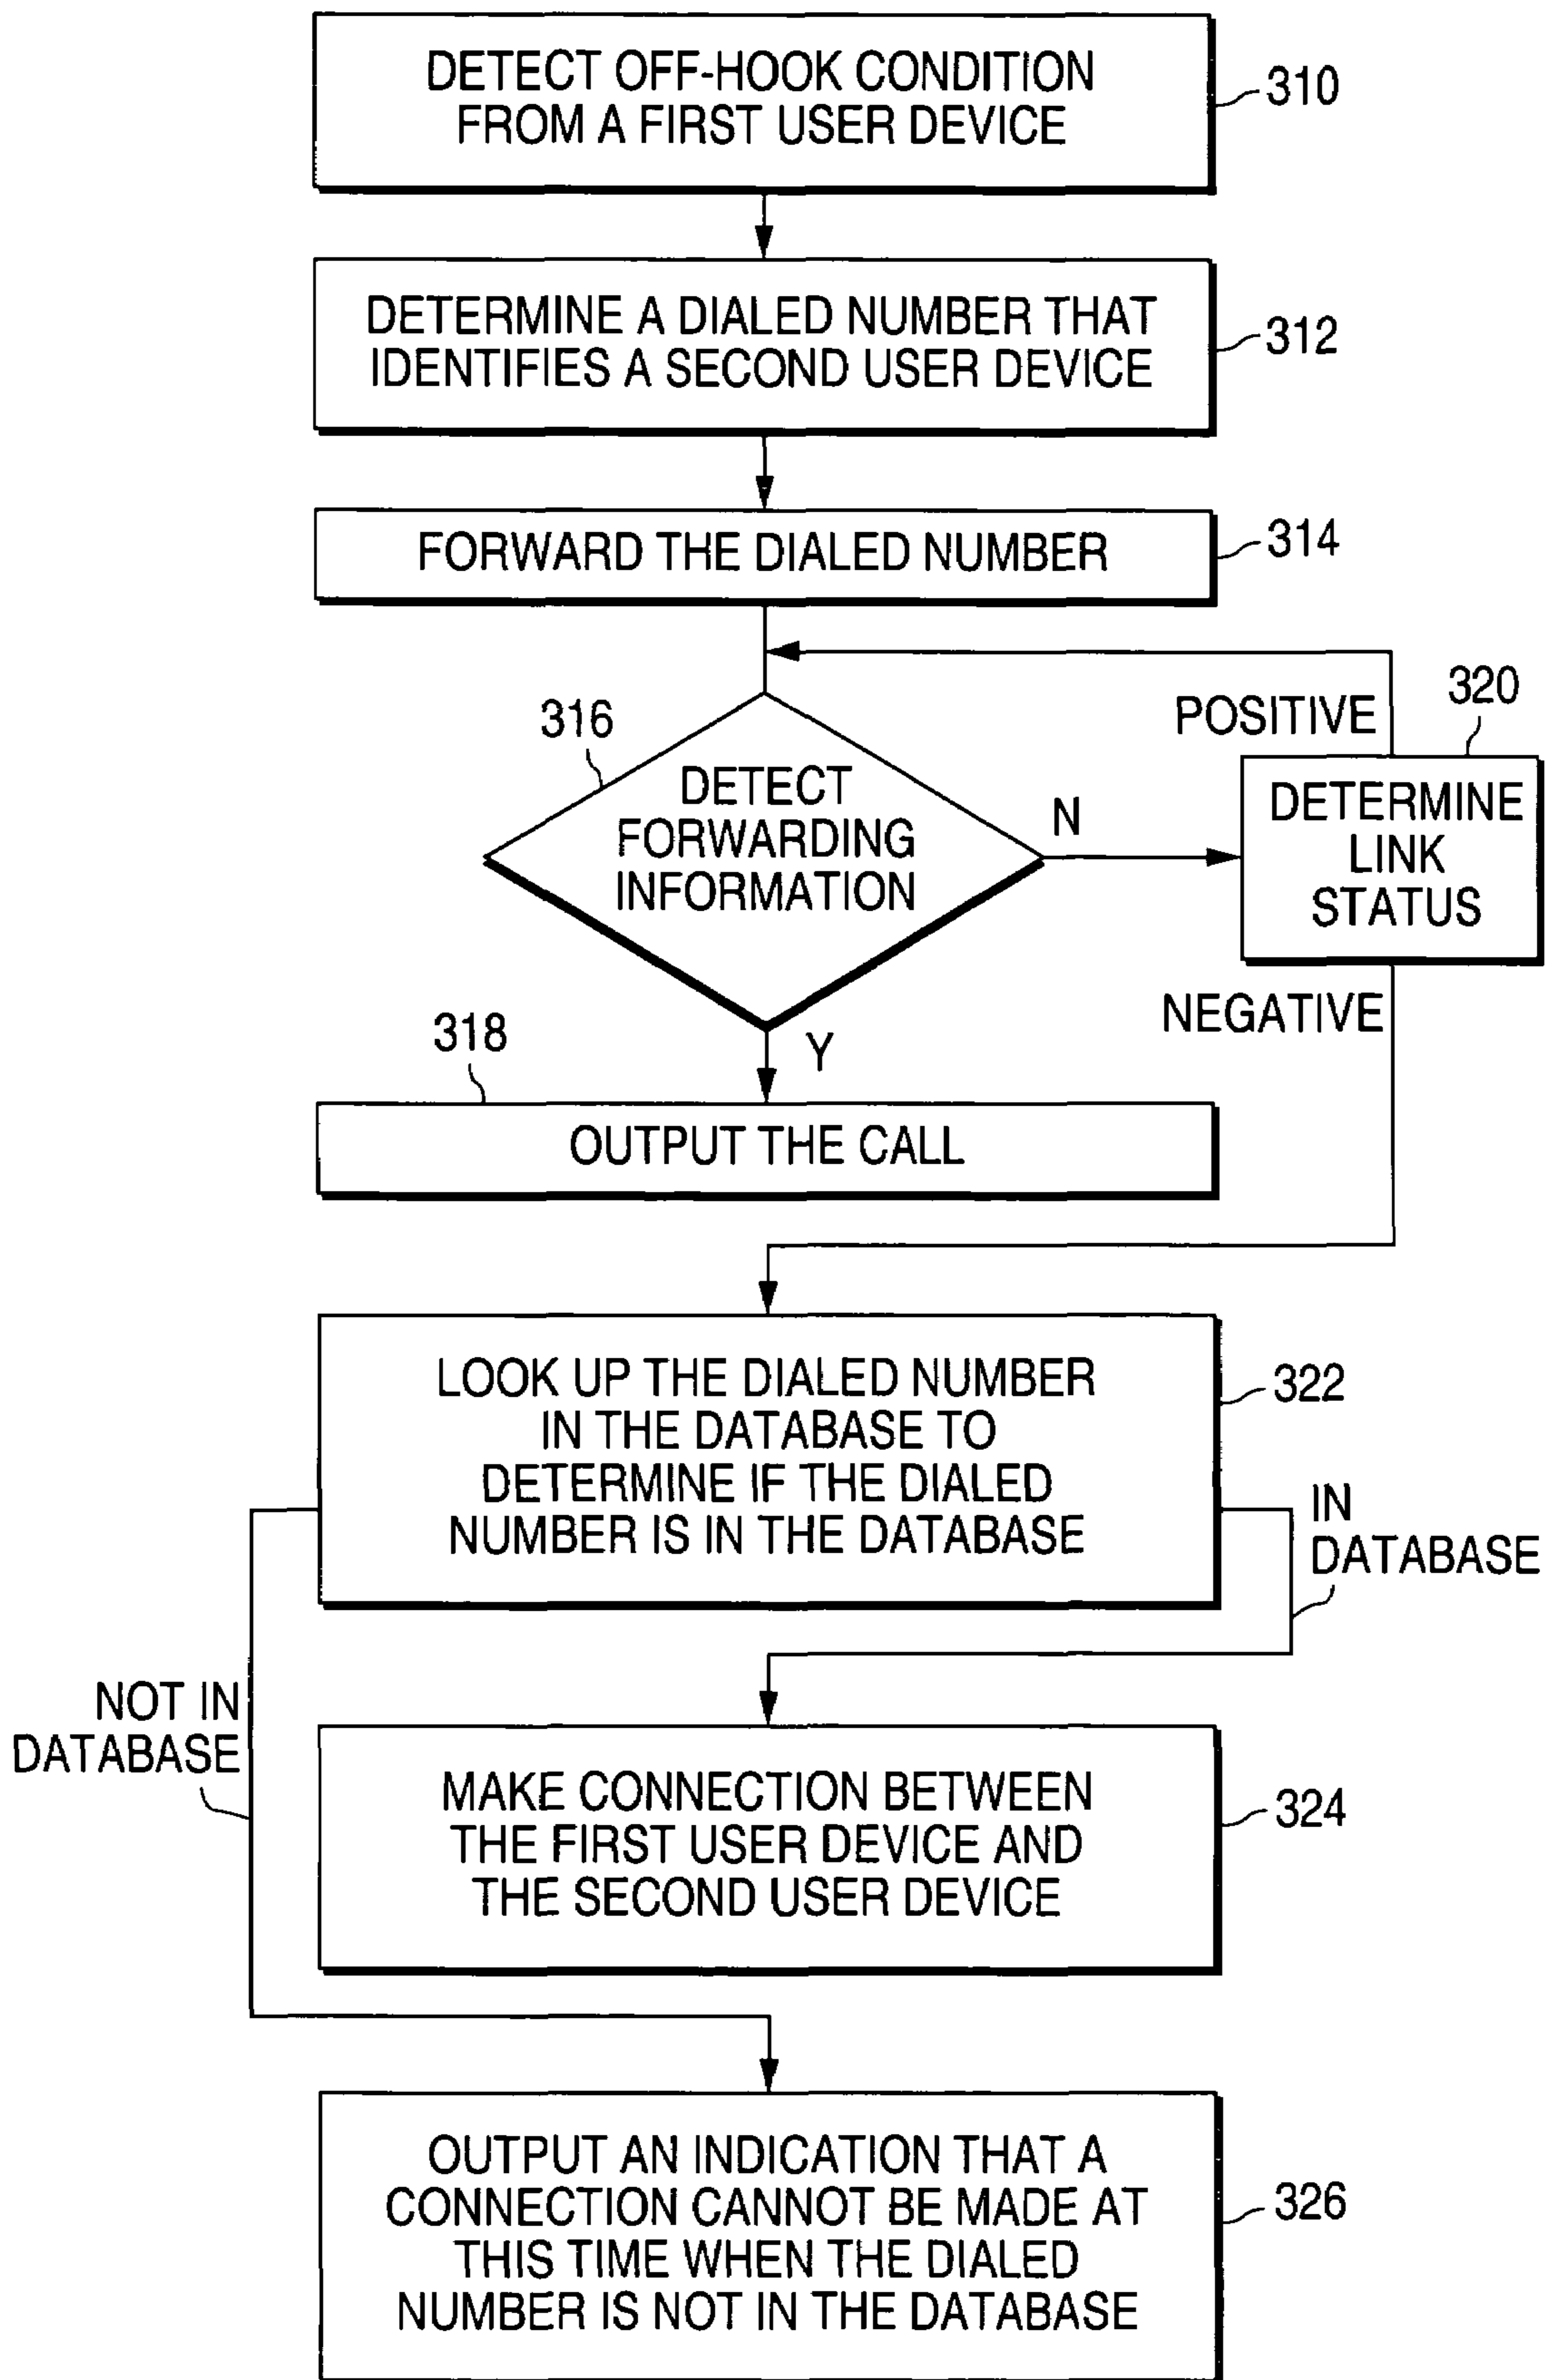 DETECT OFF-HOOK CONDITION
FROM A FIRST USER DEVICE
310
DETERMINE A DIALED NUMBER THAT
IDENTIFIES A SECOND USER DEVICE
312
FORWARD THE DIALED NUMBER
314
316
DETECT
FORWARDING
INFORMATION
N
POSITIVE
320
DETERMINE
LINK
STATUS
NEGATIVE
Y
318
OUTPUT THE CALL
LOOK UP THE DIALED NUMBER
IN THE DATABASE TO
DETERMINE IF THE DIALED
NUMBER IS IN THE DATABASE
322
IN
DATABASE
NOT IN
DATABASE
MAKE CONNECTION BETWEEN
THE FIRST USER DEVICE AND
THE SECOND USER DEVICE
324
OUTPUT AN INDICATION THAT A
CONNECTION CANNOT BE MADE AT
THIS TIME WHEN THE DIALED
NUMBER IS NOT IN THE DATABASE
326